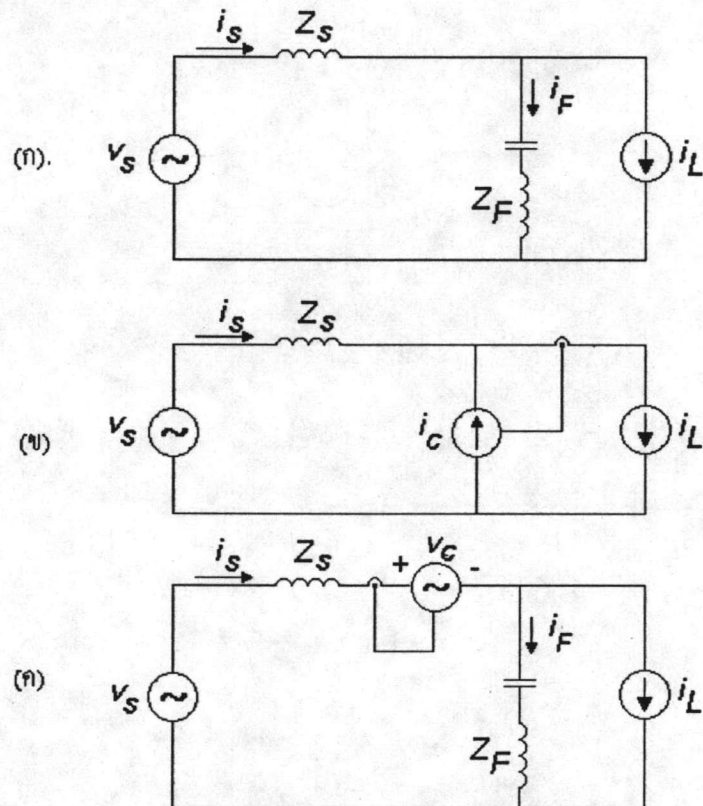 i_s Z_s
i_F
(ก). v_s Z_F i_L
i_s Z_s
(ข) v_s i_c i_L
i_s Z_s + v_c -
i_F
(ค) v_s Z_F i_L